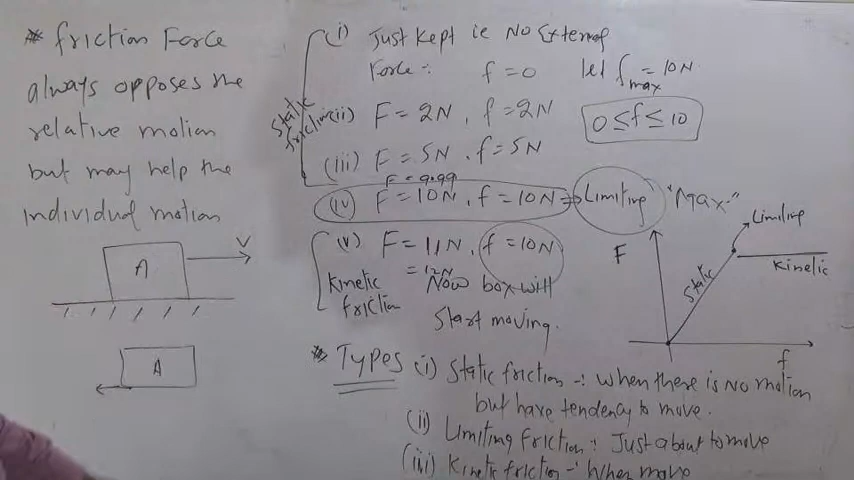 * friction Force
always opposes the
relative motion
but may help the
individual motion
A
V
A
(i) Just kept ie No External
Force :- f = 0
let fmax = 10N
0 ≤ f ≤ 10
Static friction
(ii) F = 2N, f = 2N
(iii) F = 5N, f = 5N
F = 9.99
(iv) F = 10N, f = 10N ⇒ Limiting "Max"
(v) F = 11N, f = 10N
= 12N Now box will
start moving.
kinetic
friction
F
Static
Limiting
kinetic
f
* Types (i) Static friction -: when there is No motion
but have tendency to move.
(ii) Limiting friction : Just about to move
(iii) Kinetic friction -: When move